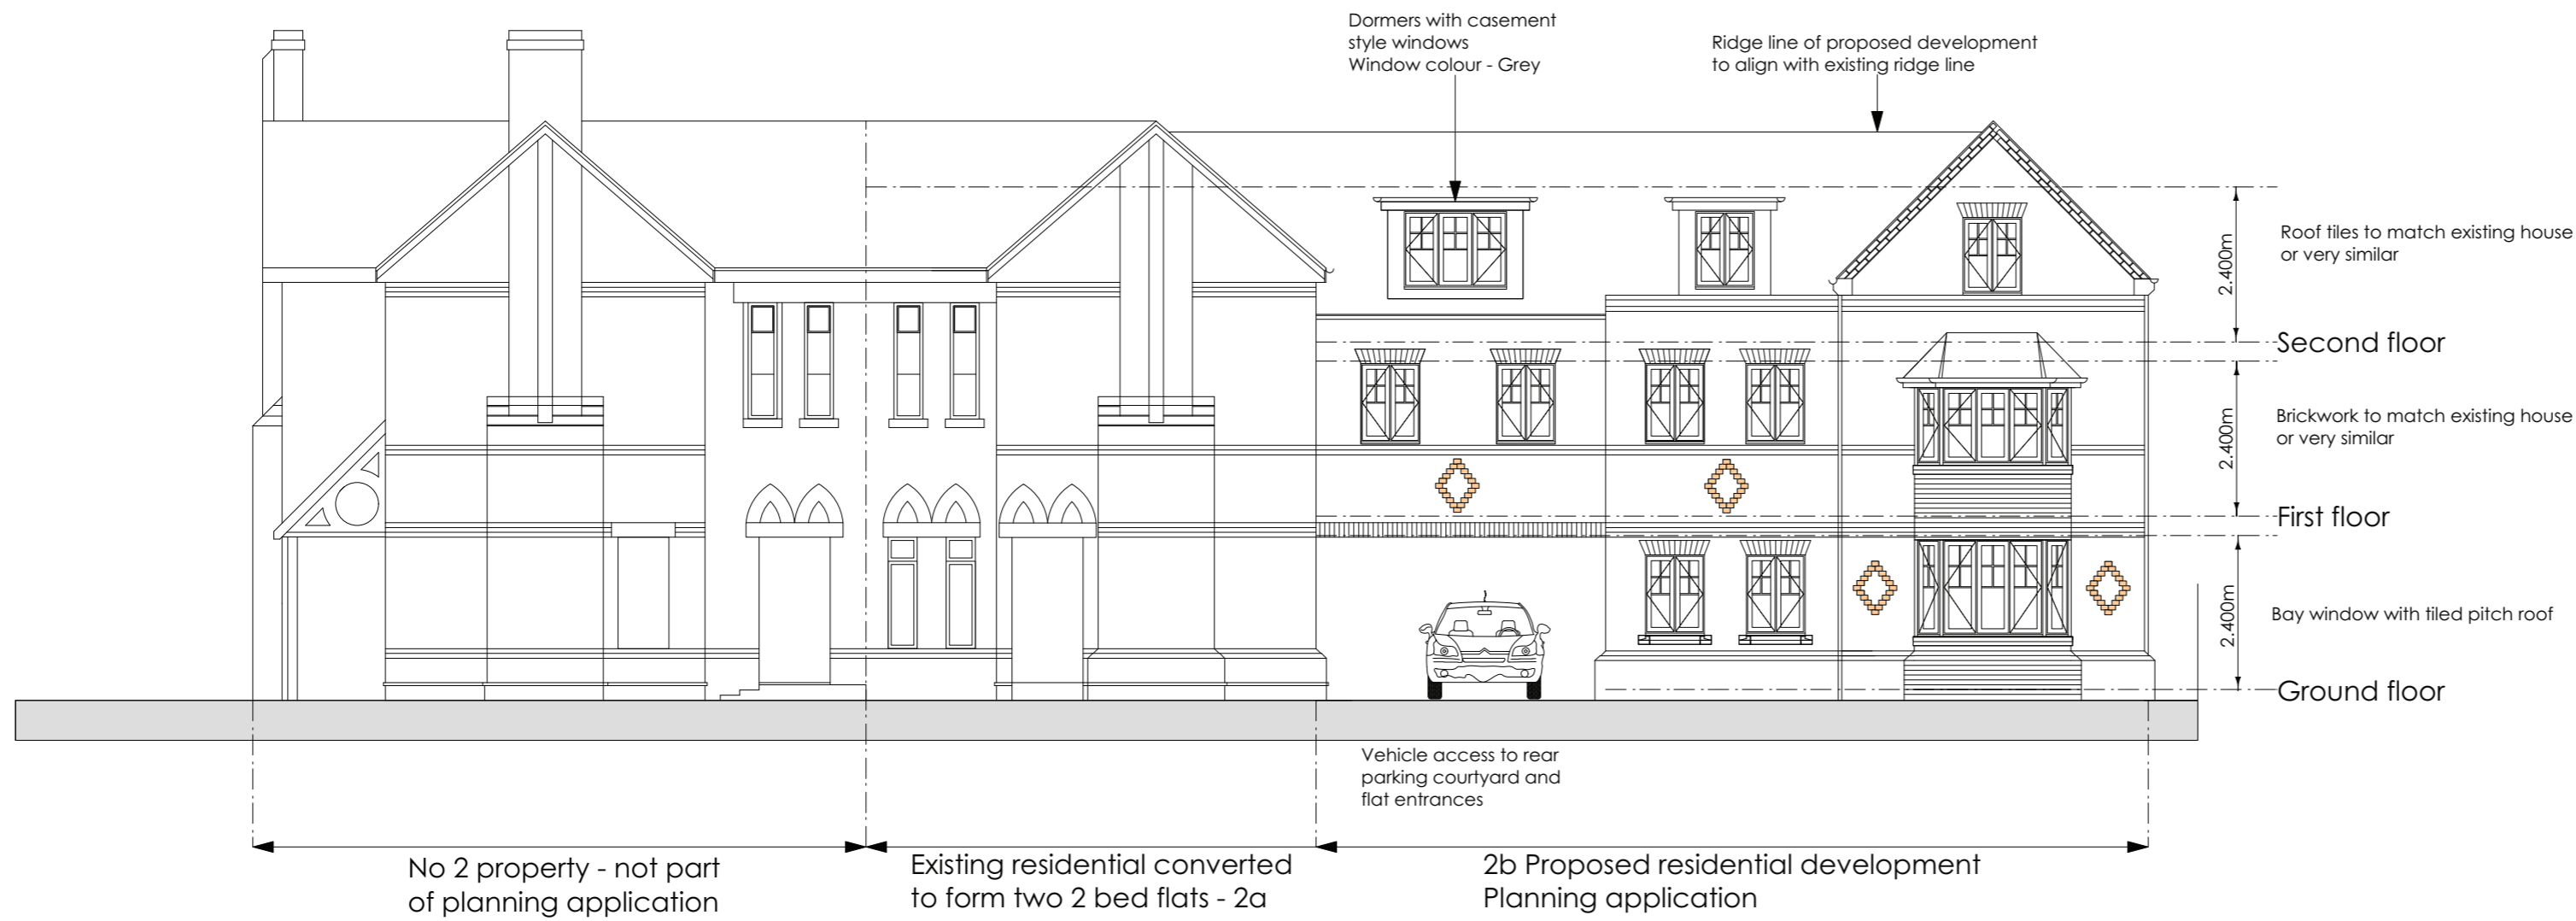 Dormers with casement
style windows
Window colour - Grey
Ridge line of proposed development
to align with existing ridge line
Roof tiles to match existing house
or very similar
2.400m
Second floor
Brickwork to match existing house
or very similar
2.400m
First floor
Bay window with tiled pitch roof
2.400m
Ground floor
Vehicle access to rear
parking courtyard and
flat entrances
No 2 property - not part
of planning application
Existing residential converted
to form two 2 bed flats - 2a
2b Proposed residential development
Planning application